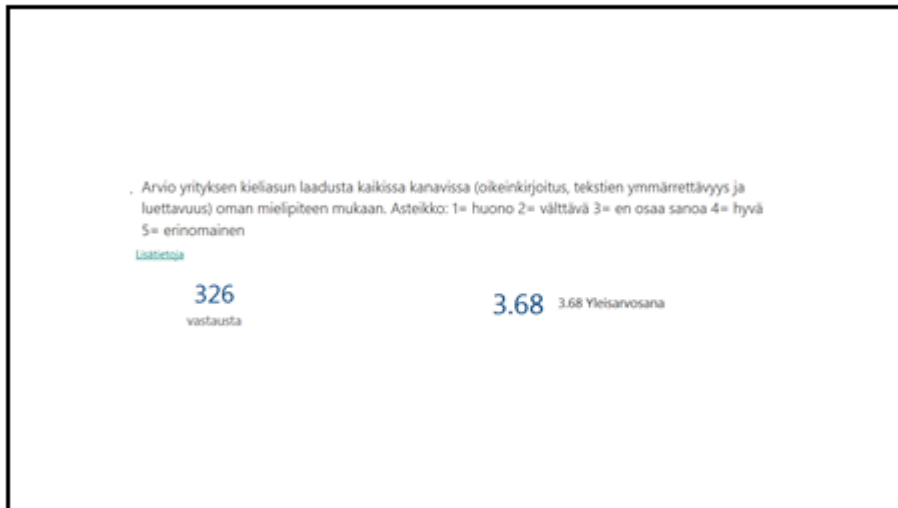 . Arvio yrityksen kieliasun laadusta kaikissa kanavissa (oikeinkirjoitus, tekstien ymmärrettävyys ja
luettavuus) oman mielipiteen mukaan. Asteikko: 1= huono 2= välttävä 3= en osaa sanoa 4= hyvä
5= erinomainen
Lisätietoja
326
vastausta
3.68 3.68 Yleisarvosana